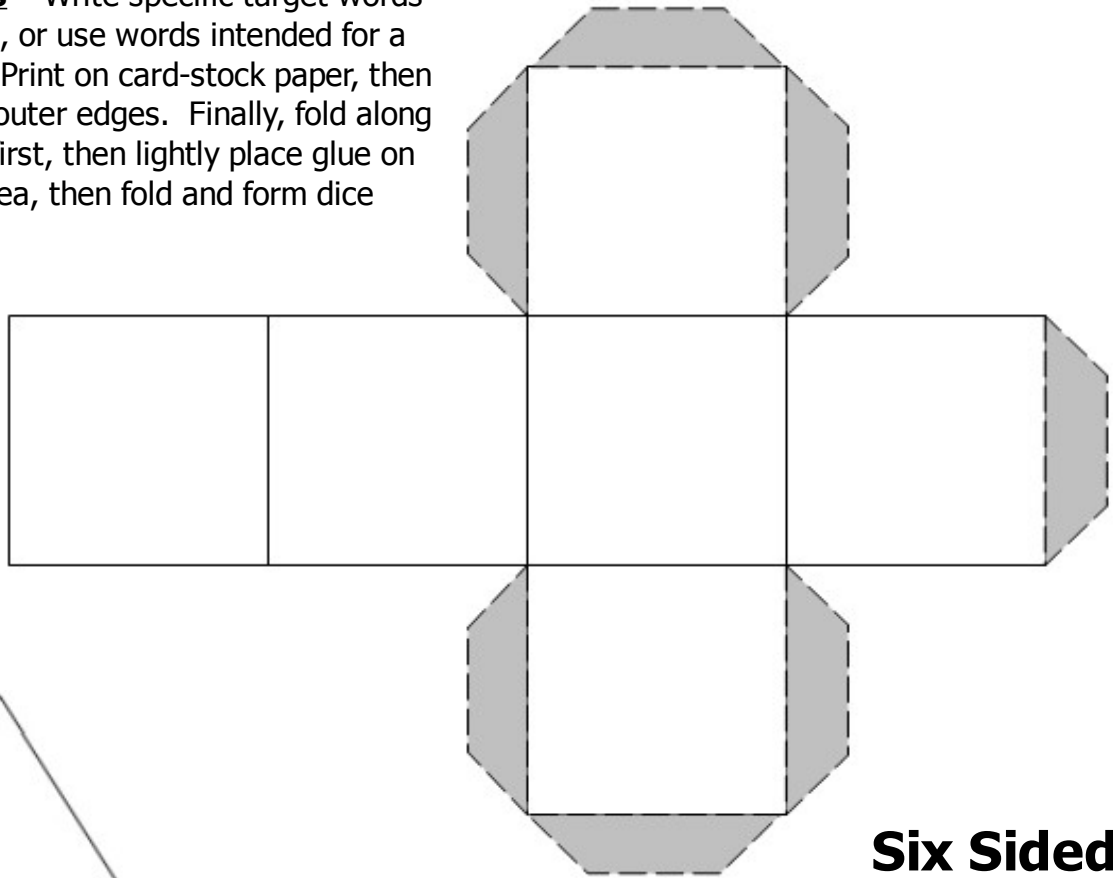 Write specific target words
, or use words intended for a
Print on card-stock paper, then
outer edges.  Finally, fold along
first, then lightly place glue on
ea, then fold and form dice
Six Sided